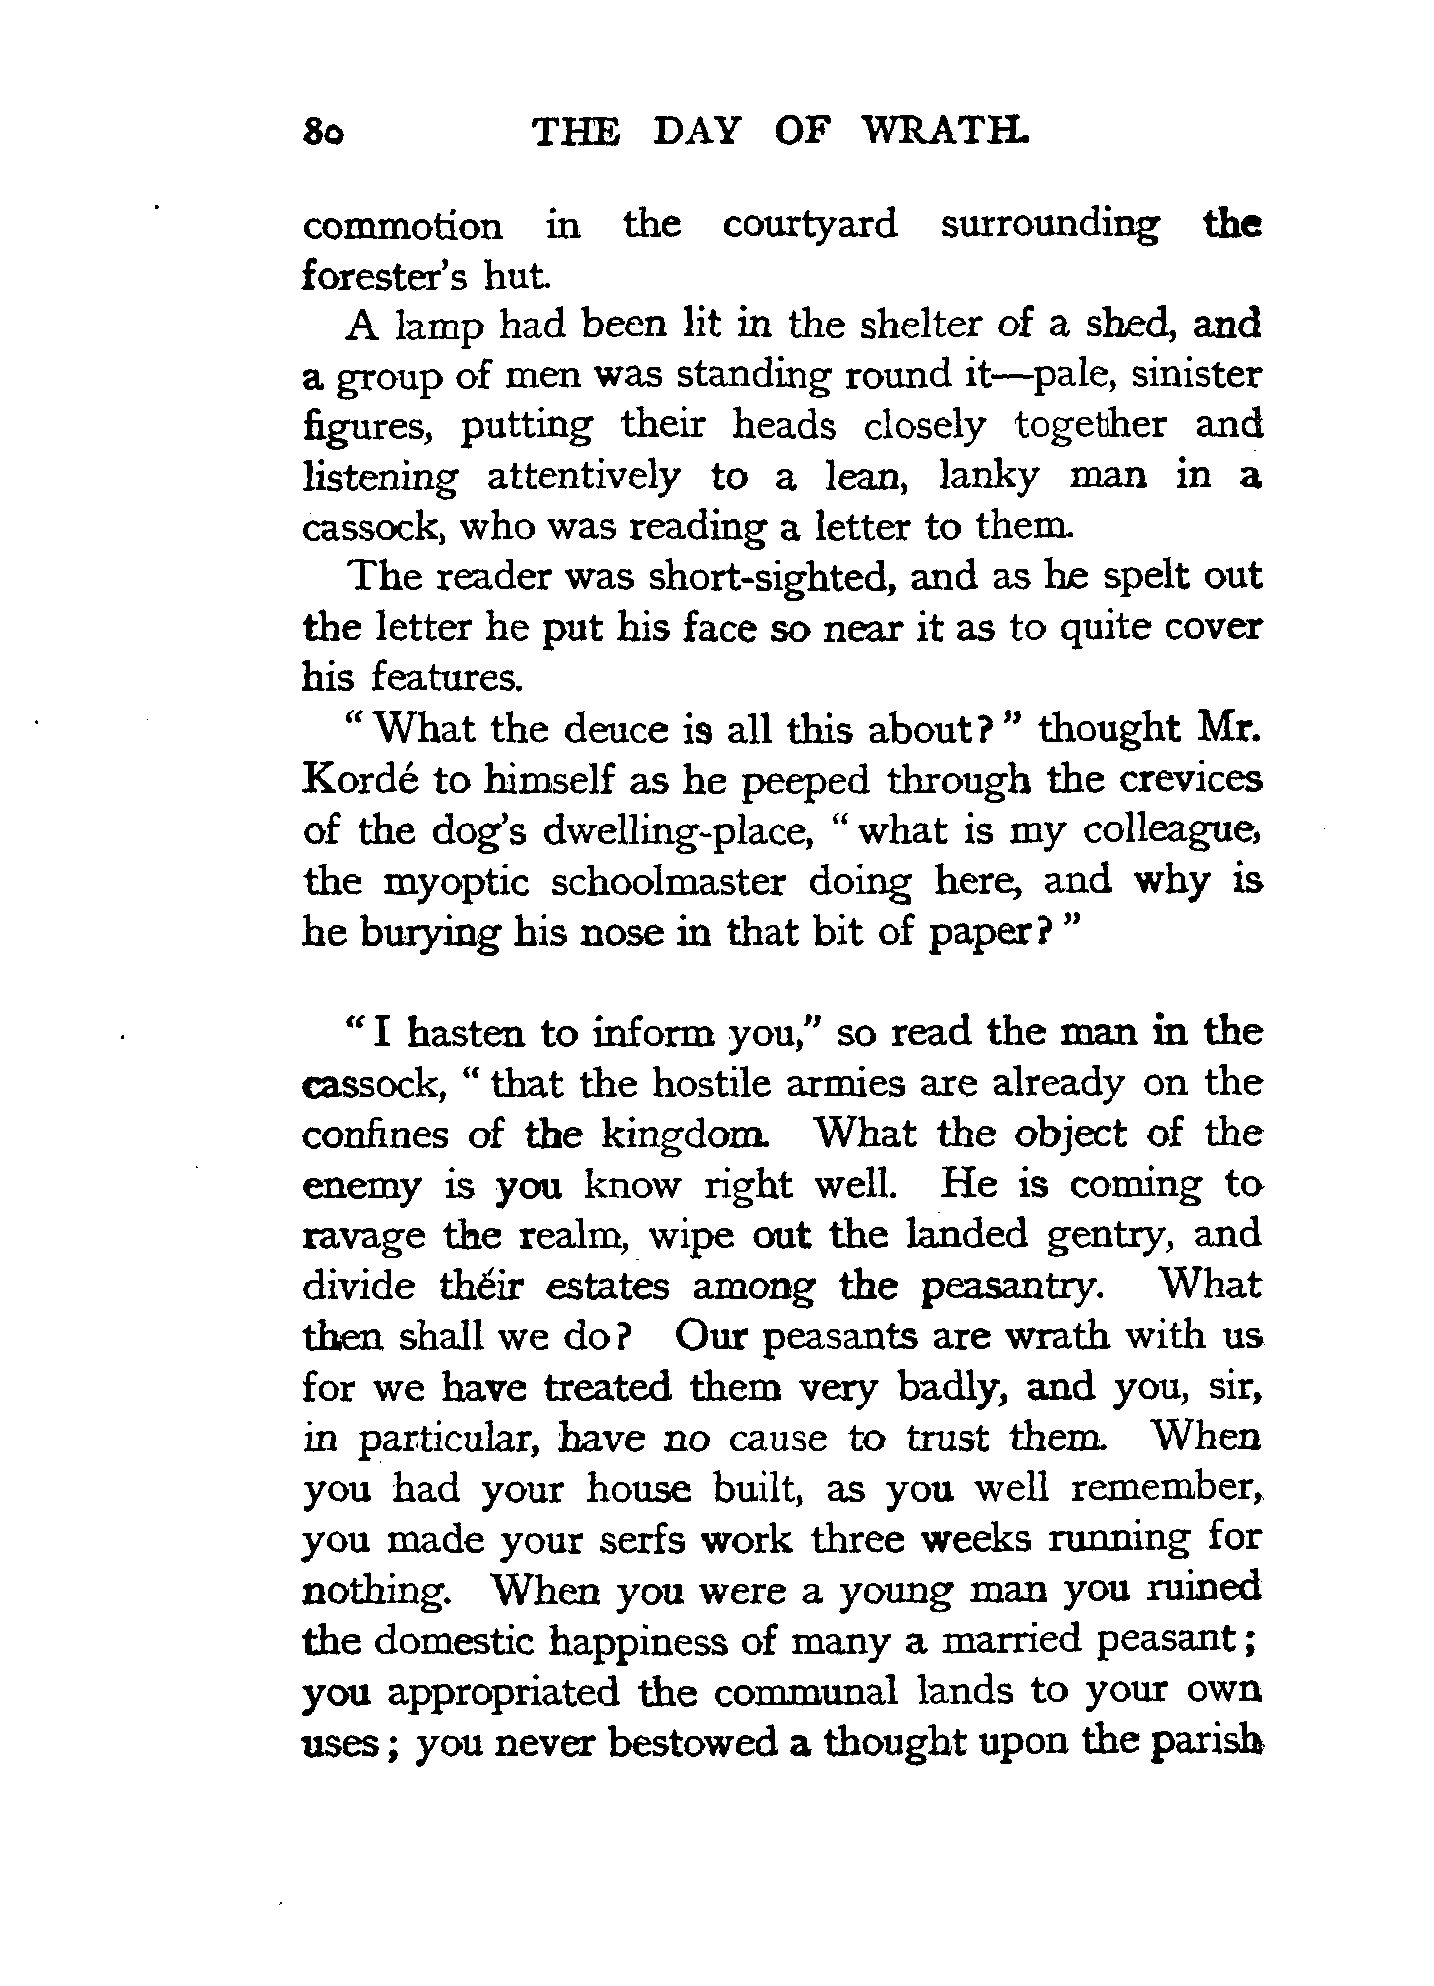 80 THE DAY OF WRATH.
commotion in the courtyard surrounding the
forester's hut.
A lamp had been lit in the shelter of a shed, and
a group of men was standing round it—pale, sinister
figures, putting their heads closely together and
listening attentively to a lean, lanky man in a
cassock, who was reading a letter to them.
The reader was short-sighted, and as he spelt out
the letter he put his face so near it as to quite cover
his features.
"What the deuce is all this about?" thought Mr.
Kordé to himself as he peeped through the crevices
of the dog's dwelling-place, "what is my colleague,
the myoptic schoolmaster doing here, and why is
he burying his nose in that bit of paper?"
"I hasten to inform you," so read the man in the
cassock, "that the hostile armies are already on the
confines of the kingdom. What the object of the
enemy is you know right well. He is coming to
ravage the realm, wipe out the landed gentry, and
divide their estates among the peasantry. What
then shall we do? Our peasants are wrath with us
for we have treated them very badly, and you, sir,
in particular, have no cause to trust them. When
you had your house built, as you well remember,
you made your serfs work three weeks running for
nothing. When you were a young man you ruined
the domestic happiness of many a married peasant;
you appropriated the communal lands to your own
uses; you never bestowed a thought upon the parish